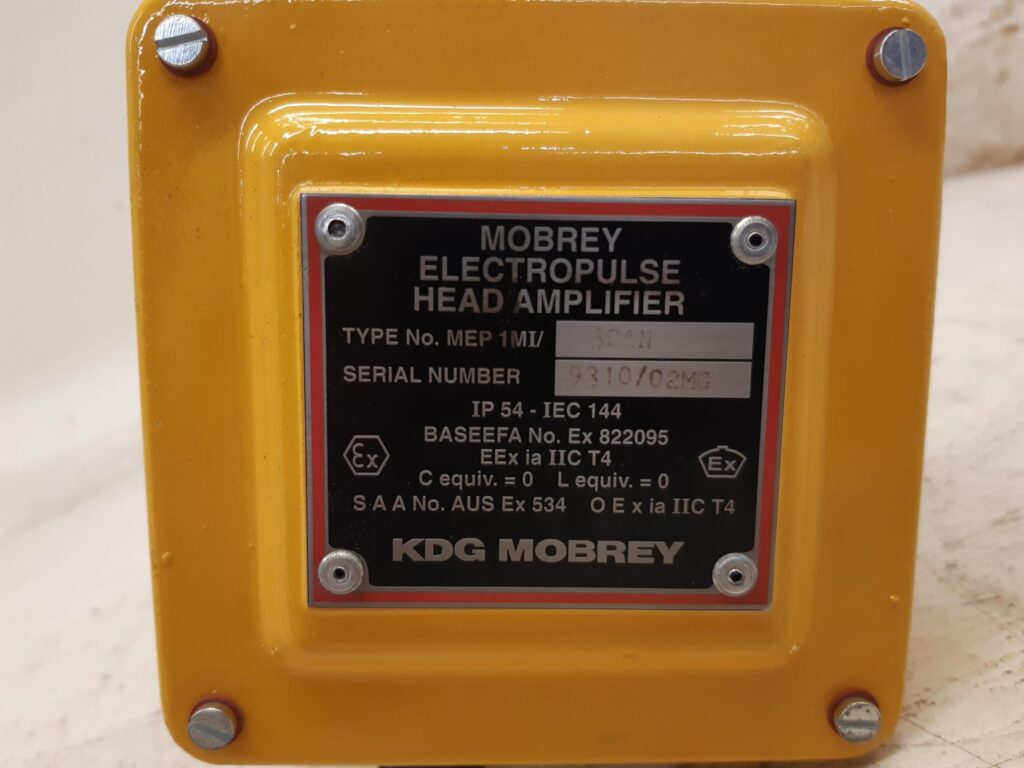 MOBREY
ELECTROPULSE
HEAD AMPLIFIER
TYPE No. MEP 1MI/
SERIAL NUMBER 9310/02MG
IP 54 - IEC 144
BASEEFA No. Ex 822095
EEx ia IIC T4
Ex Ex
C equiv. = 0 L equiv. = 0
S A A No. AUS Ex 534 O E x ia IIC T4
KDG MOBREY